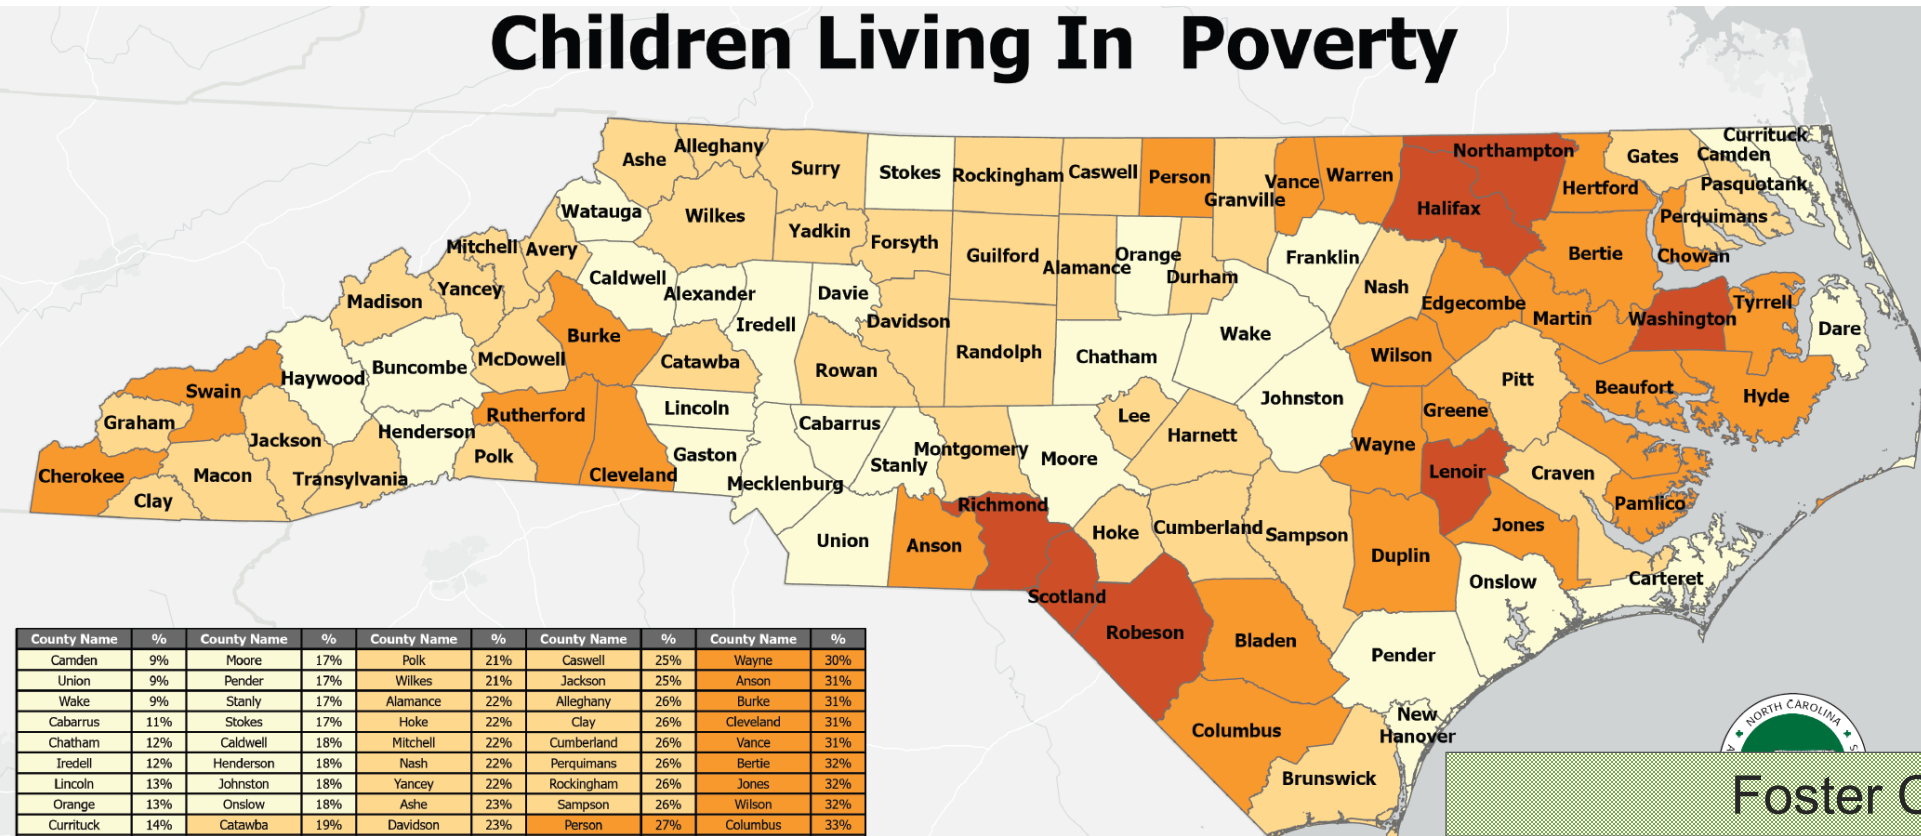 Children Living In Poverty
Currituck
Alleghany
Northampton
Camden
Ashe
Surry
Stokes
Rockingham
Caswell
Person
Vance
Warren
Gates
Hertford
Pasquotank
Granville
Watauga
Wilkes
Halifax
Perquimans
Yadkin
Forsyth
Mitchell
Avery
Guilford
Orange
Franklin
Bertie
Chowan
Alamance
Durham
Caldwell
Yancey
Alexander
Davie
Nash
Madison
Edgecombe
Tyrrell
Iredell
Davidson
Martin
Washington
Burke
Wake
Dare
McDowell
Catawba
Randolph
Chatham
Wilson
Buncombe
Rowan
Haywood
Pitt
Beaufort
Swain
Hyde
Johnston
Lincoln
Rutherford
Lee
Greene
Graham
Cabarrus
Henderson
Harnett
Jackson
Wayne
Montgomery
Gaston
Polk
Moore
Stanly
Lenoir
Craven
Cherokee
Macon
Cleveland
Transylvania
Mecklenburg
Clay
Richmond
Pamlico
Jones
Cumberland
Hoke
Sampson
Union
Anson
Duplin
Carteret
Onslow
Scotland
Robeson
Bladen
Pender
New
Hanover
Columbus
Brunswick
County Name % County Name % County Name % County Name % County Name %
Camden 9% Moore 17% Polk 21% Caswell 25% Wayne 30%
Union 9% Pender 17% Wilkes 21% Jackson 25% Anson 31%
Wake 9% Stanly 17% Alamance 22% Alleghany 26% Burke 31%
Cabarrus 11% Stokes 17% Hoke 22% Clay 26% Cleveland 31%
Chatham 12% Caldwell 18% Mitchell 22% Cumberland 26% Vance 31%
Iredell 12% Henderson 18% Nash 22% Perquimans 26% Bertie 32%
Lincoln 13% Johnston 18% Yancey 22% Rockingham 26% Jones 32%
Orange 13% Onslow 18% Ashe 23% Sampson 26% Wilson 32%
Currituck 14% Catawba 19% Davidson 23% Person 27% Columbus 33%
NORTH CAROLINA
Foster C